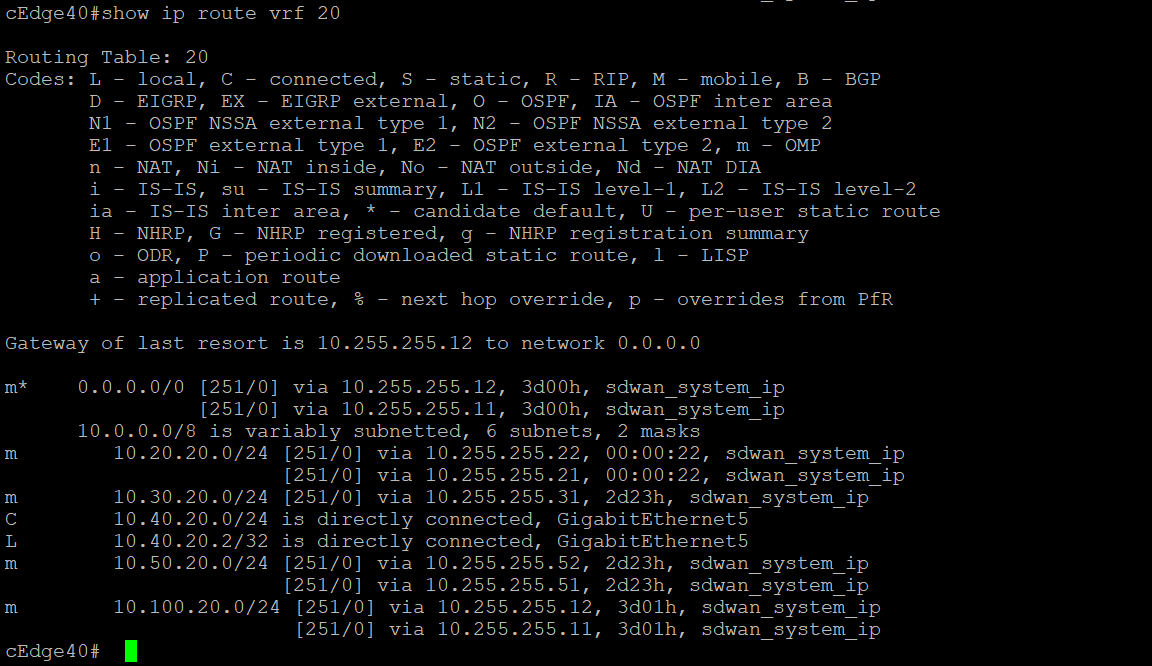 cEdge40#show ip route vrf 20
Routing Table: 20
Codes: L - local, C - connected, S - static, R - RIP, M - mobile, B - BGP
D - EIGRP, EX - EIGRP external, O - OSPF, IA - OSPF inter area
N1 - OSPF NSSA external type 1, N2 - OSPF NSSA external type 2
E1 - OSPF external type 1, E2 - OSPF external type 2, m - OMP
n - NAT, Ni - NAT inside, No - NAT outside, Nd - NAT DIA
i - IS-IS, su - IS-IS summary, L1 - IS-IS level-1, L2 - IS-IS level-2
ia - IS-IS inter area, * - candidate default, U - per-user static route
H - NHRP, G - NHRP registered, g - NHRP registration summary
o - ODR, P - periodic downloaded static route, l - LISP
a - application route
+ - replicated route, % - next hop override, p - overrides from PfR
Gateway of last resort is 10.255.255.12 to network 0.0.0.0
m* 0.0.0.0/0 [251/0] via 10.255.255.12, 3d00h, sdwan_system_ip
[251/0] via 10.255.255.11, 3d00h, sdwan_system_ip
10.0.0.0/8 is variably subnetted, 6 subnets, 2 masks
m 10.20.20.0/24 [251/0] via 10.255.255.22, 00:00:22, sdwan_system_ip
[251/0] via 10.255.255.21, 00:00:22, sdwan_system_ip
m 10.30.20.0/24 [251/0] via 10.255.255.31, 2d23h, sdwan_system_ip
C 10.40.20.0/24 is directly connected, GigabitEthernet5
L 10.40.20.2/32 is directly connected, GigabitEthernet5
m 10.50.20.0/24 [251/0] via 10.255.255.52, 2d23h, sdwan_system_ip
[251/0] via 10.255.255.51, 2d23h, sdwan_system_ip
m 10.100.20.0/24 [251/0] via 10.255.255.12, 3d01h, sdwan_system_ip
[251/0] via 10.255.255.11, 3d01h, sdwan_system_ip
cEdge40#